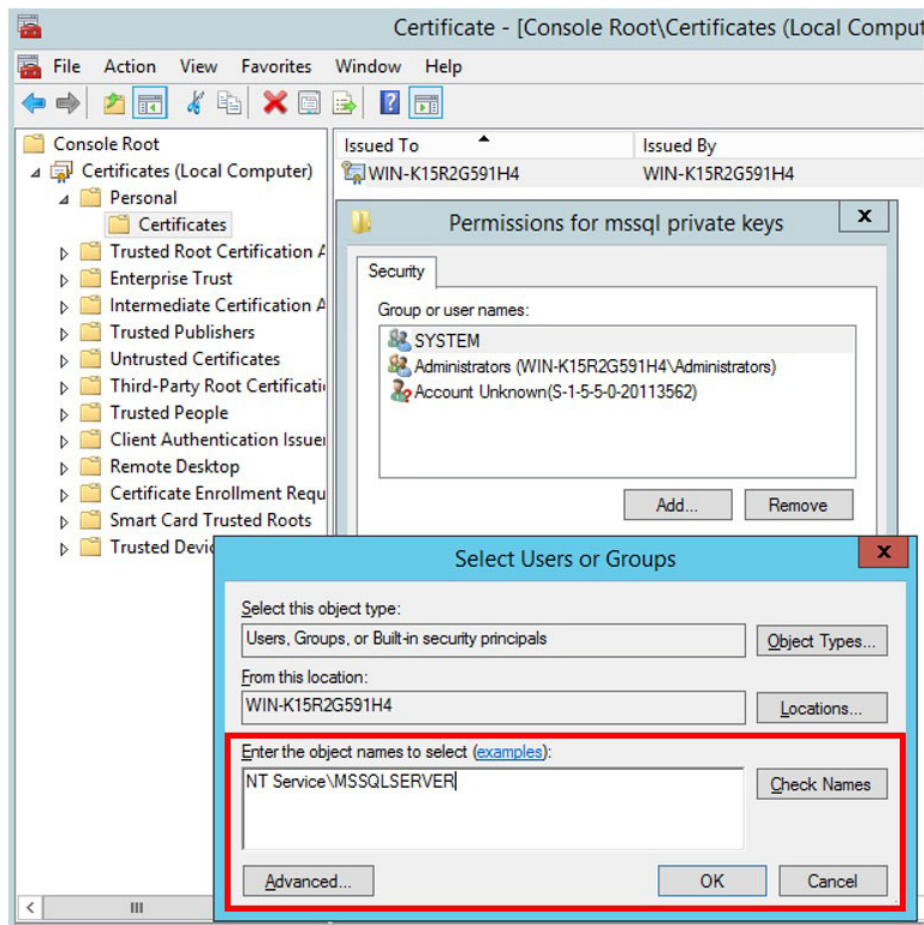 Certificate - [Console Root\Certificates (Local Comput
File Action View Favorites Window Help
Console Root
Certificates (Local Computer)
Personal
Certificates
Trusted Root Certification A
Enterprise Trust
Intermediate Certification A
Trusted Publishers
Untrusted Certificates
Third-Party Root Certificati
Trusted People
Client Authentication Issuer
Remote Desktop
Certificate Enrollment Requ
Smart Card Trusted Roots
Trusted Devic
Issued To Issued By
WIN-K15R2G591H4 WIN-K15R2G591H4
Permissions for mssql private keys x
Security
Group or user names:
SYSTEM
Administrators (WIN-K15R2G591H4\Administrators)
Account Unknown(S-1-5-5-0-20113562)
Add... Remove
Select Users or Groups x
Select this object type:
Users, Groups, or Built-in security principals Object Types...
From this location:
WIN-K15R2G591H4 Locations...
Enter the object names to select (examples):
NT Service\MSSQLSERVER Check Names
Advanced... OK Cancel